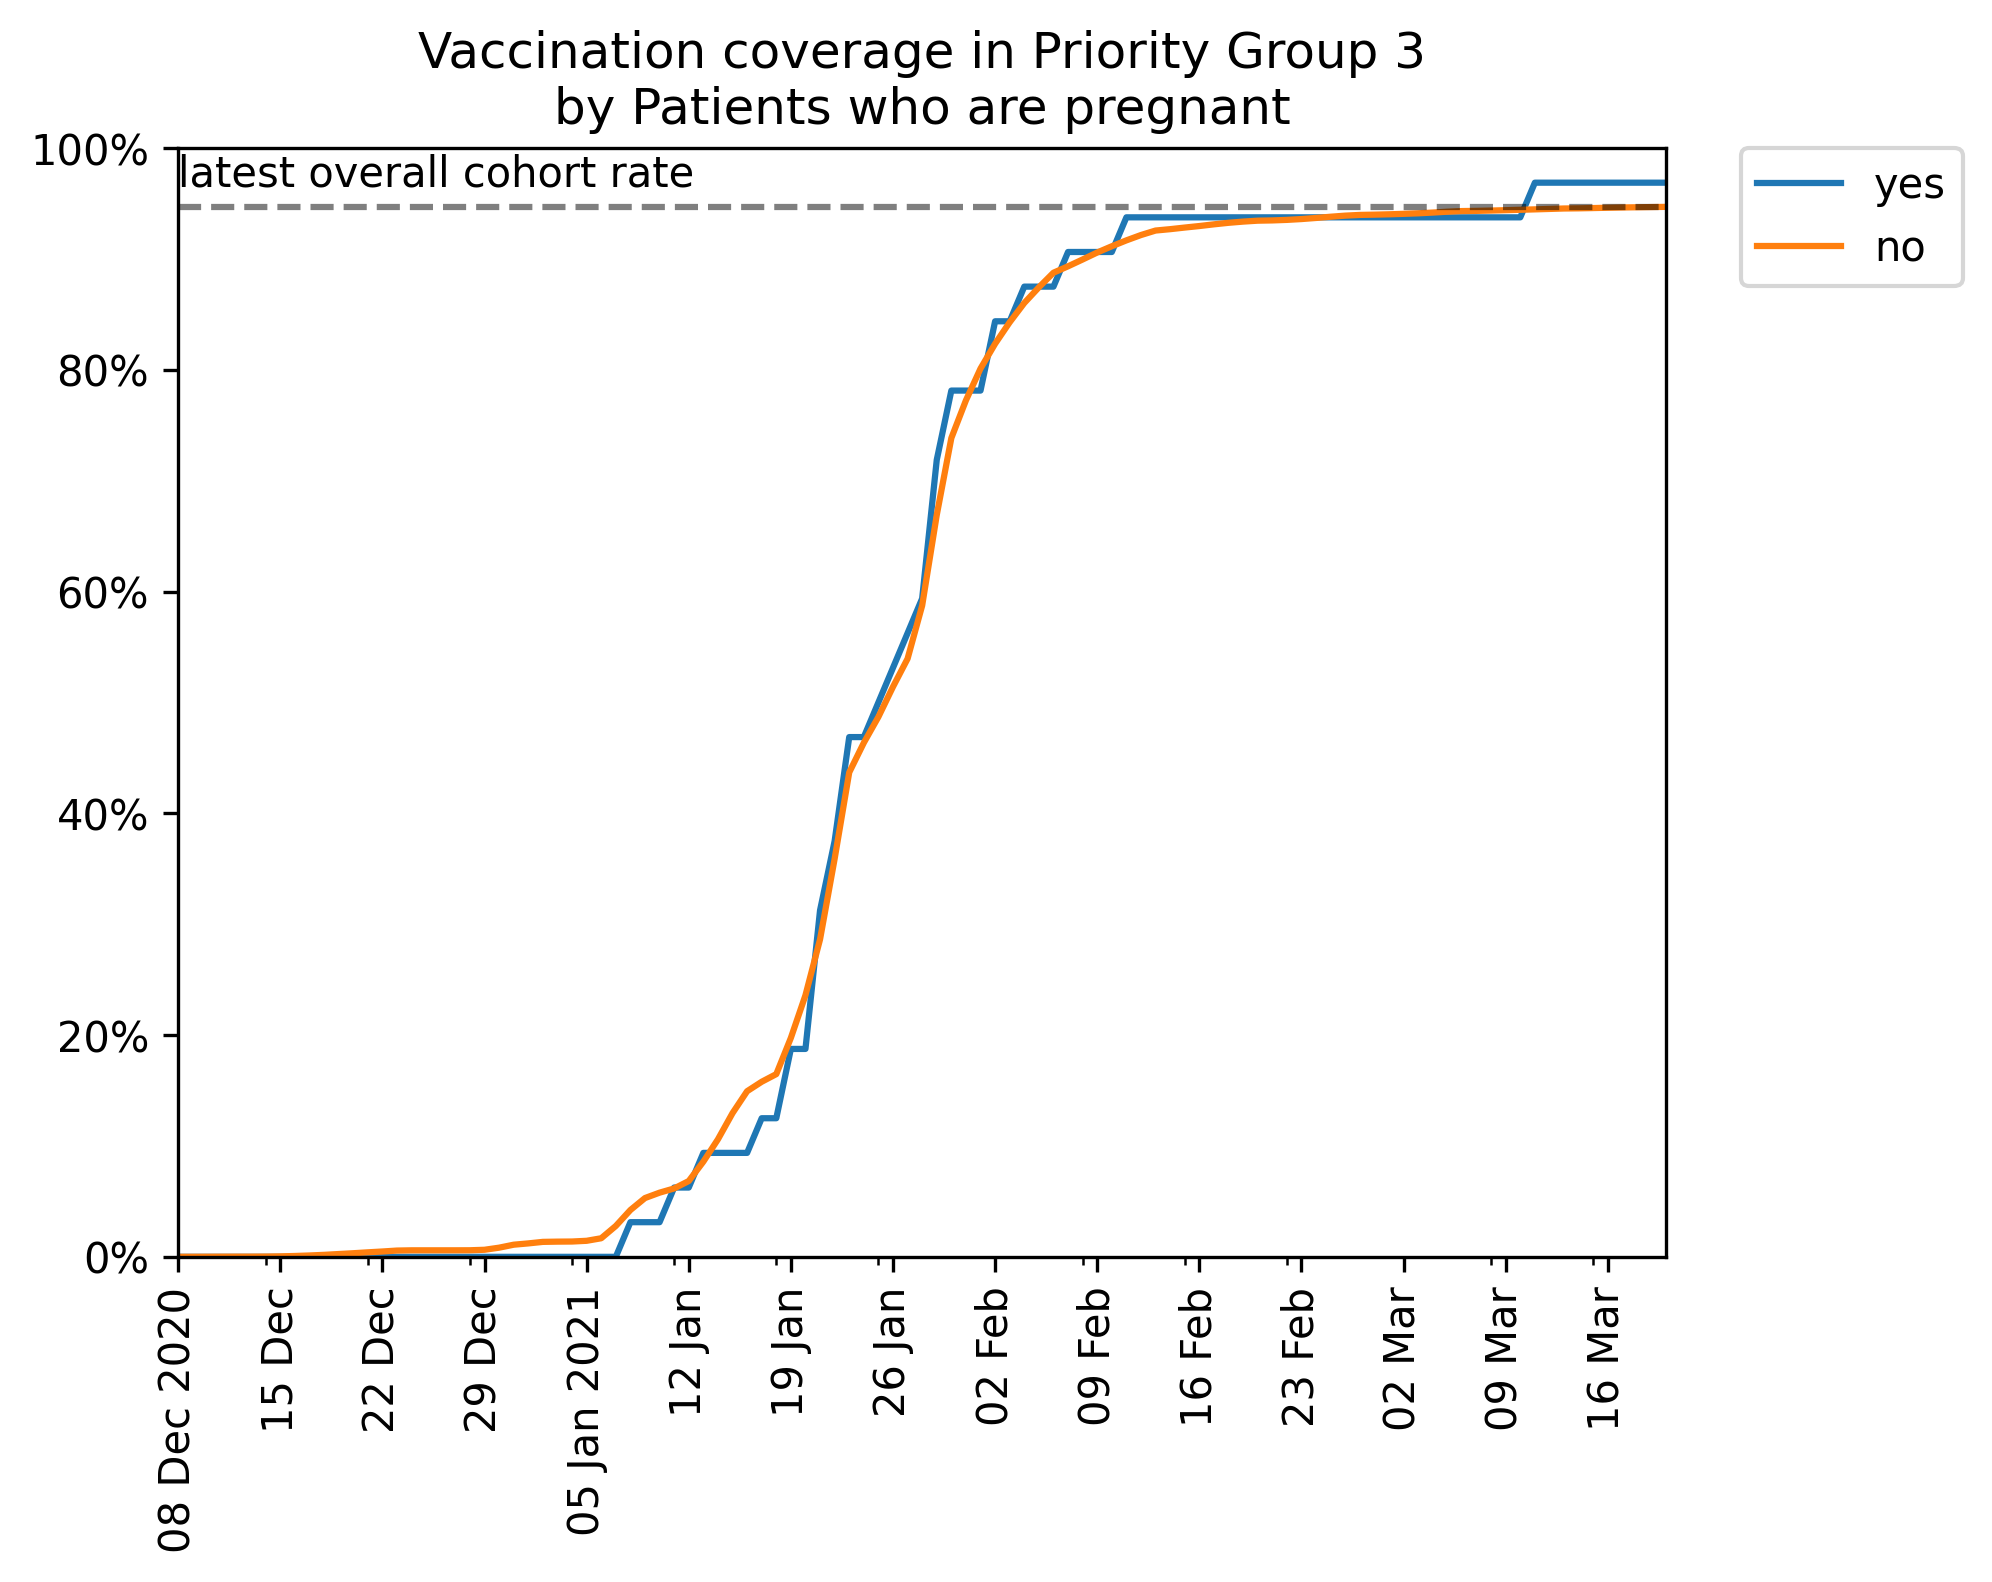 Vaccination coverage in Priority Group 3
by Patients who are pregnant
100%
latest overall cohort rate
yes
no
80%
60%
40%
20%
0%
08 Dec 2020
15 Dec
22 Dec
29 Dec
05 Jan 2021
12 Jan
19 Jan
26 Jan
02 Feb
09 Feb
16 Feb
23 Feb
02 Mar
09 Mar
16 Mar